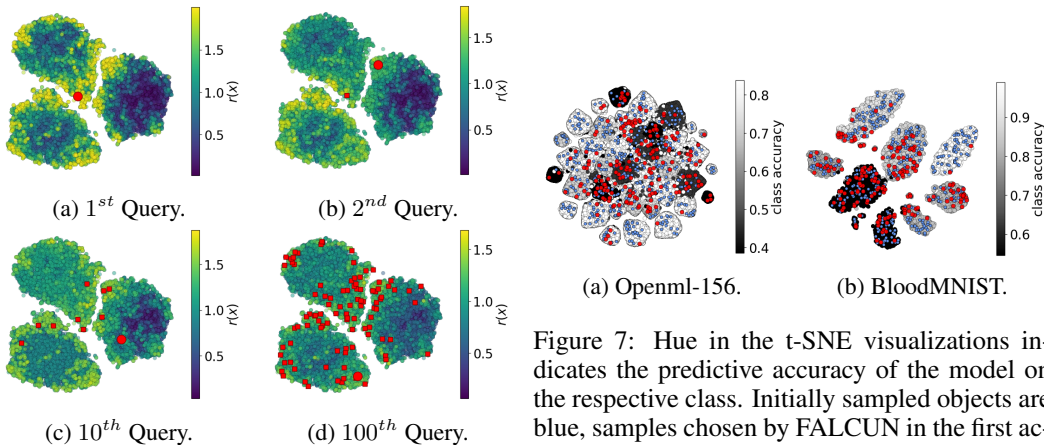 1.5
1.0
0.5
r(x)
1.5
1.0
0.5
r(x)
(a) 1st Query.
(b) 2nd Query.
1.5
1.0
0.5
r(x)
1.5
1.0
0.5
r(x)
(c) 10th Query.
(d) 100th Query.
0.8
0.7
0.6
0.5
0.4
class accuracy
0.9
0.8
0.7
0.6
class accuracy
(a) Openml-156.
(b) BloodMNIST.
Figure 7: Hue in the t-SNE visualizations in-
dicates the predictive accuracy of the model on
the respective class. Initially sampled objects are
blue, samples chosen by FALCUN in the first ac-